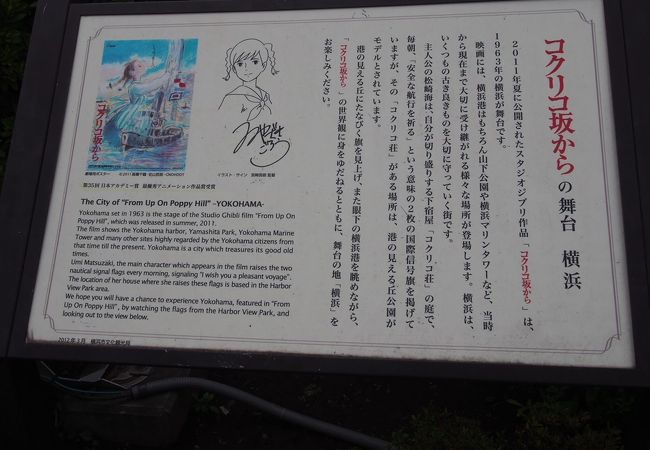 コクリコ坂からの舞台 横浜
２０１１年夏に公開されたスタジオジブリ作品「コクリコ坂から」は、
１９６３年の横浜が舞台です。
映画には、横浜港はもちろん山下公園や横浜マリンタワーなど、当時
から現在まで大切に受け継がれる様々な場所が登場します。横浜は、
いくつもの古き良きものを大切に守っていく街です。
主人公の松崎海は、自分が切り盛りする下宿屋「コクリコ荘」の庭で、
毎朝、「安全な航行を祈る」という意味の２枚の国際信号旗を掲げて
いますが、その「コクリコ荘」がある場所は、港の見える丘公園が
モデルとされています。
港の見える丘にたなびく旗を見上げ、また眼下の横浜港を眺めながら、
「コクリコ坂から」の世界観に身をゆだねるとともに、舞台の地「横浜」を
お楽しみください。
コクリコ坂から
劇場用ポスター
イラスト・サイン 宮崎吾朗 監督
第35回 日本アカデミー賞 最優秀アニメーション作品賞受賞
The City of "From Up On Poppy Hill" –YOKOHAMA-
Yokohama set in 1963 is the stage of the Studio Ghibli film "From Up On
Poppy Hill", which was released in summer, 2011.
The film shows the Yokohama harbor, Yamashita Park, Yokohama Marine
Tower and many other sites highly regarded by the Yokohama citizens from
that time till the present. Yokohama is a city which treasures its good old
times.
Umi Matsuzaki, the main character which appears in the film raises the two
nautical signal flags every morning, signaling "I wish you a pleasant voyage".
The location of her house where she raises these flags is based in the Harbor
View Park area.
We hope you will have a chance to experience Yokohama, featured in "From
Up On Poppy Hill", by watching the flags from the Harbor View Park, and
looking out to the view below.
2012年3月 横浜市文化観光局